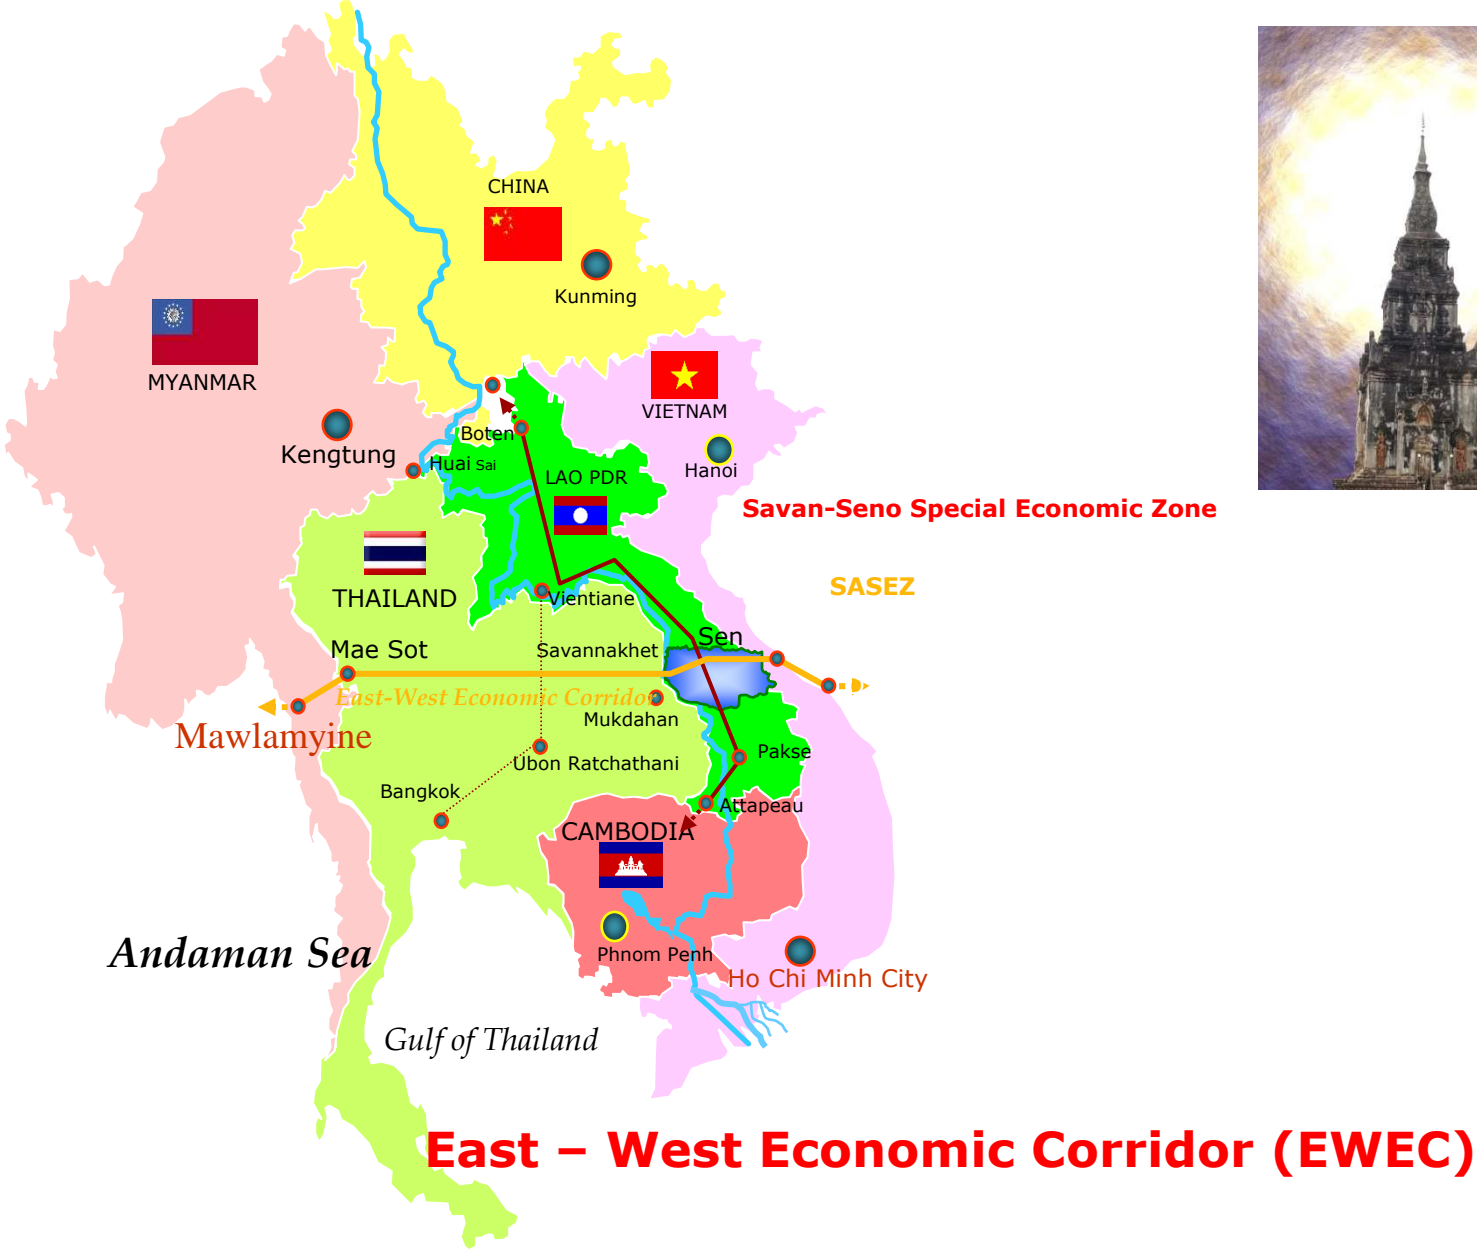 CHINA
Kunming
MYANMAR
VIETNAM
Kengtung
Boten
Huai Sai
Hanoi
LAO PDR
Savan-Seno Special Economic Zone
SASEZ
THAILAND
Vientiane
Mae Sot
Savannakhet
Sen
East-West Economic Corridor
Mukdahan
Mawlamyine
Ubon Ratchathani
Pakse
Bangkok
Attapeau
CAMBODIA
Andaman Sea
Phnom Penh
Ho Chi Minh City
Gulf of Thailand
East – West Economic Corridor (EWEC)